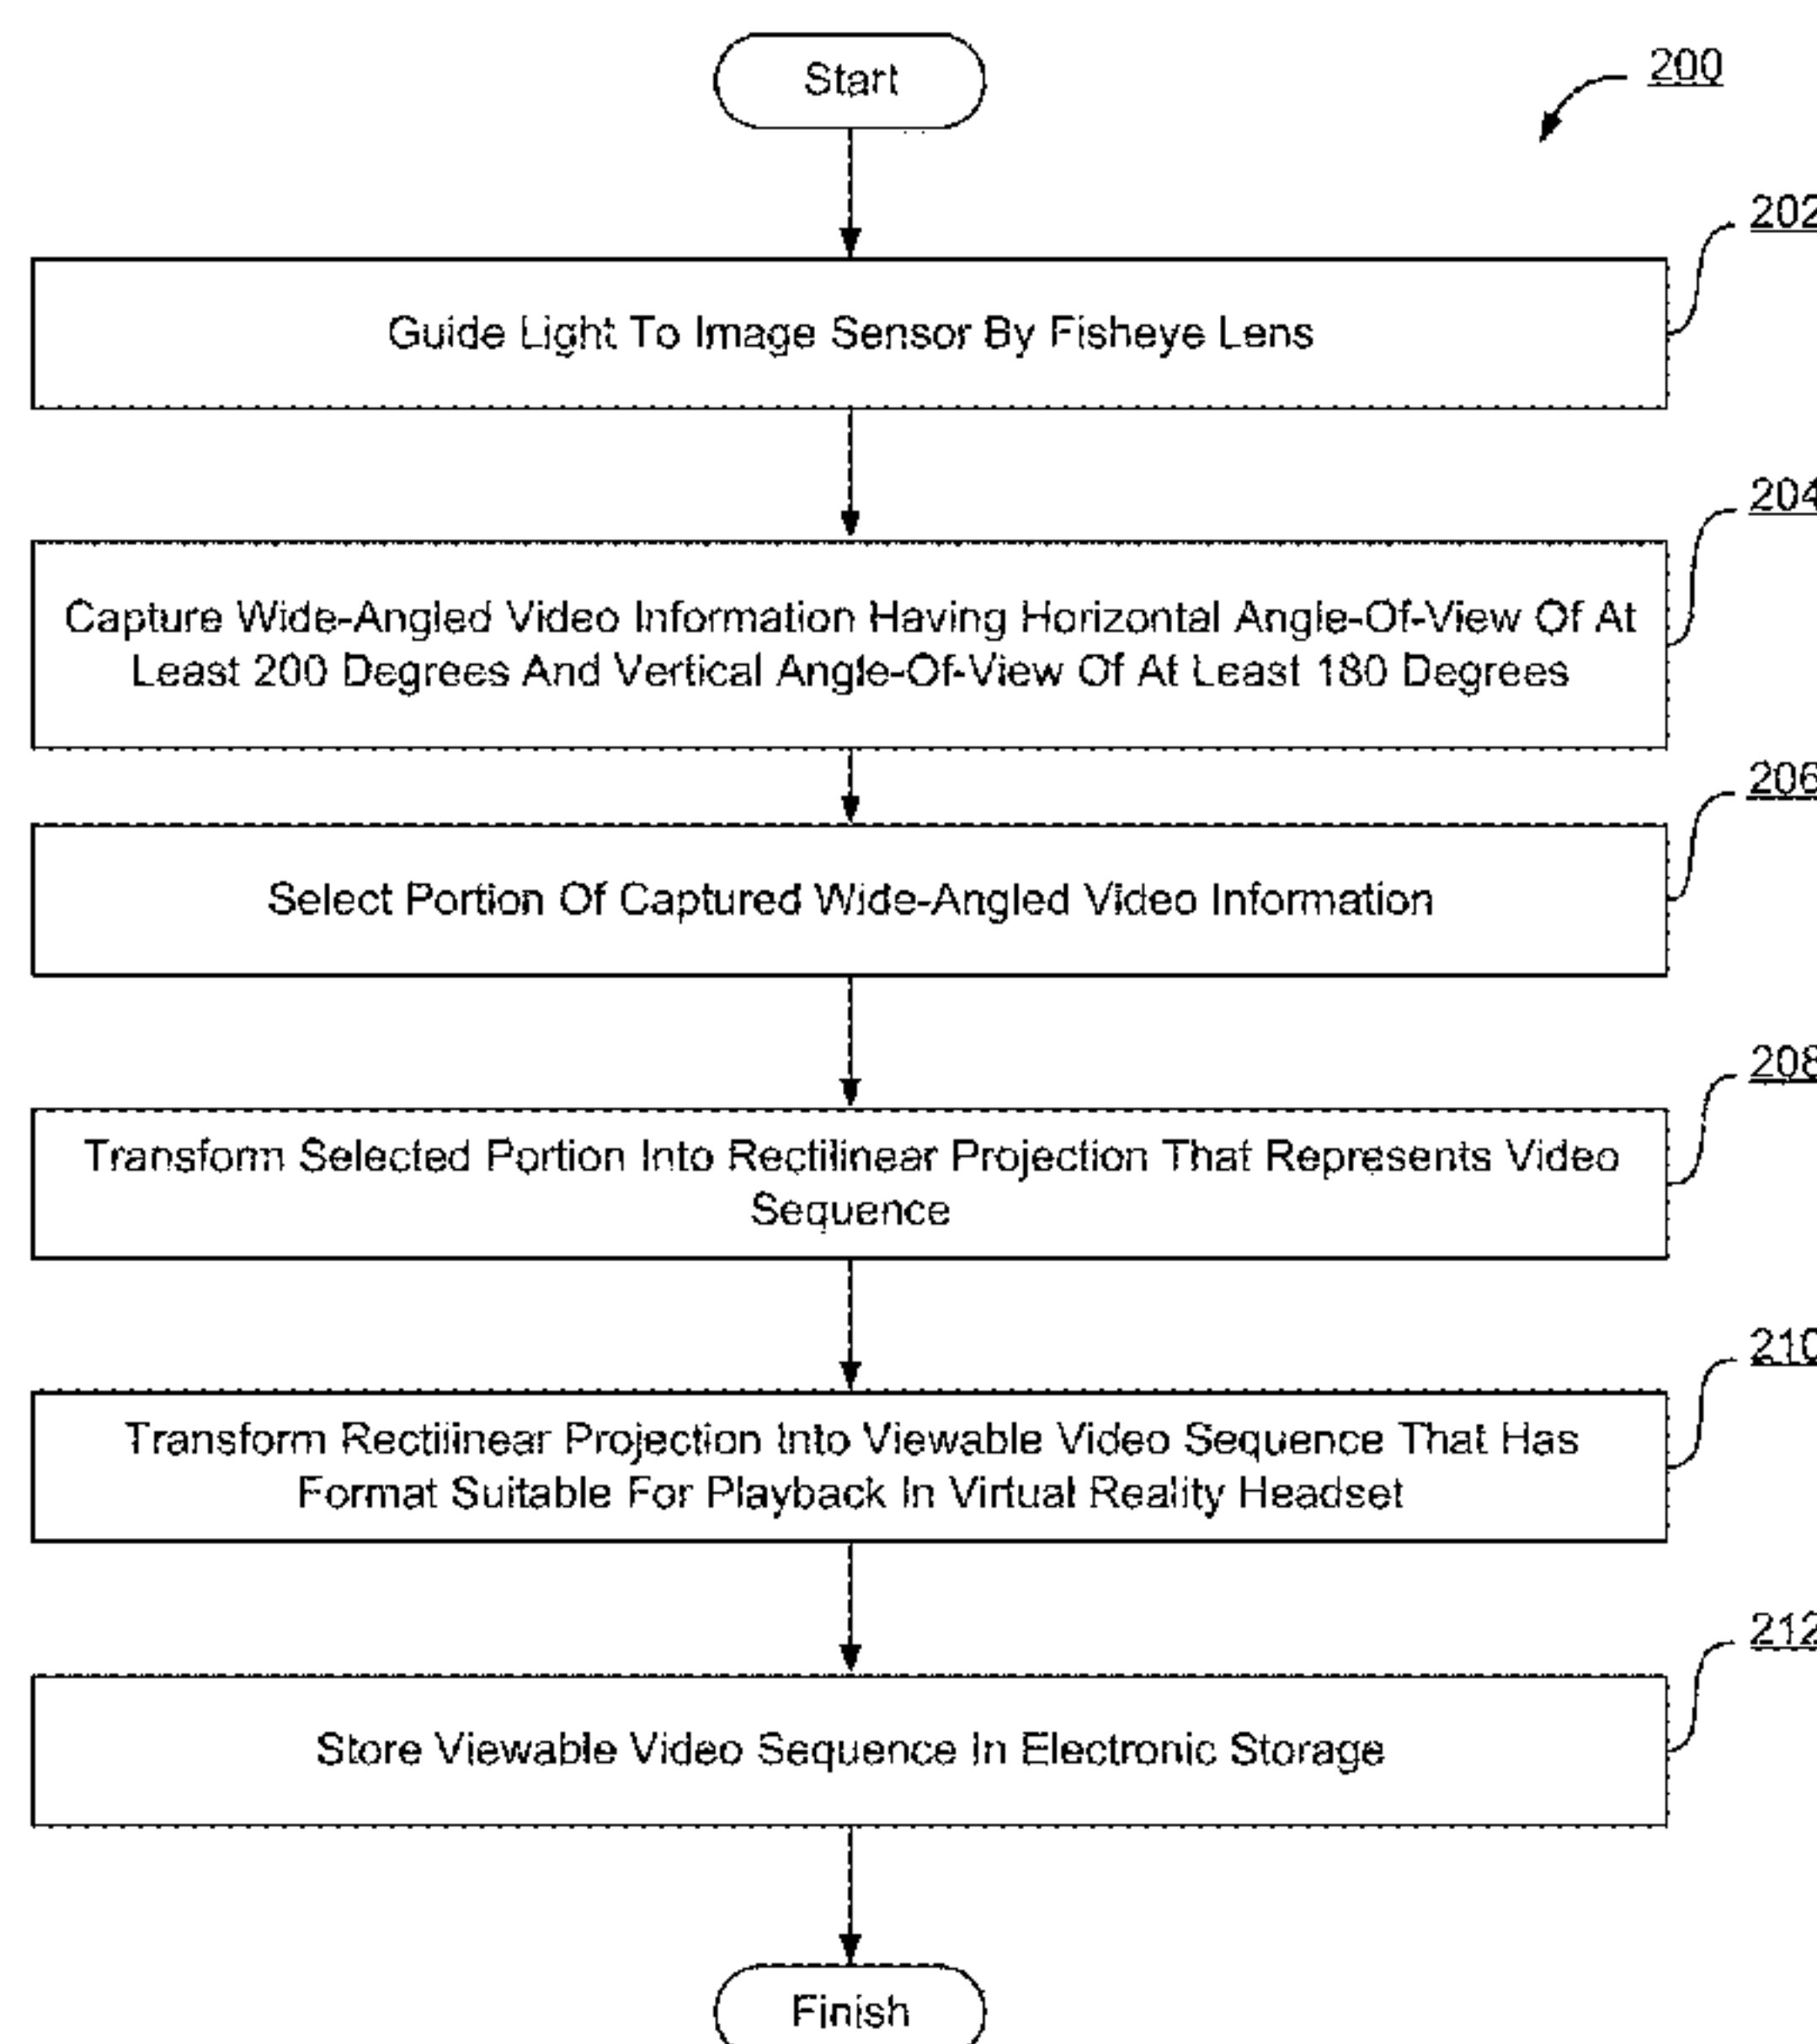 Start
200
202
Guide Light To Image Sensor By Fisheye Lens
204
Capture Wide-Angled Video Information Having Horizontal Angle-Of-View Of At
Least 200 Degrees And Vertical Angle-Of-View Of At Least 180 Degrees
206
Select Portion Of Captured Wide-Angled Video Information
208
Transform Selected Portion Into Rectilinear Projection That Represents Video
Sequence
210
Transform Rectilinear Projection Into Viewable Video Sequence That Has
Format Suitable For Playback In Virtual Reality Headset
212
Store Viewable Video Sequence In Electronic Storage
Finish